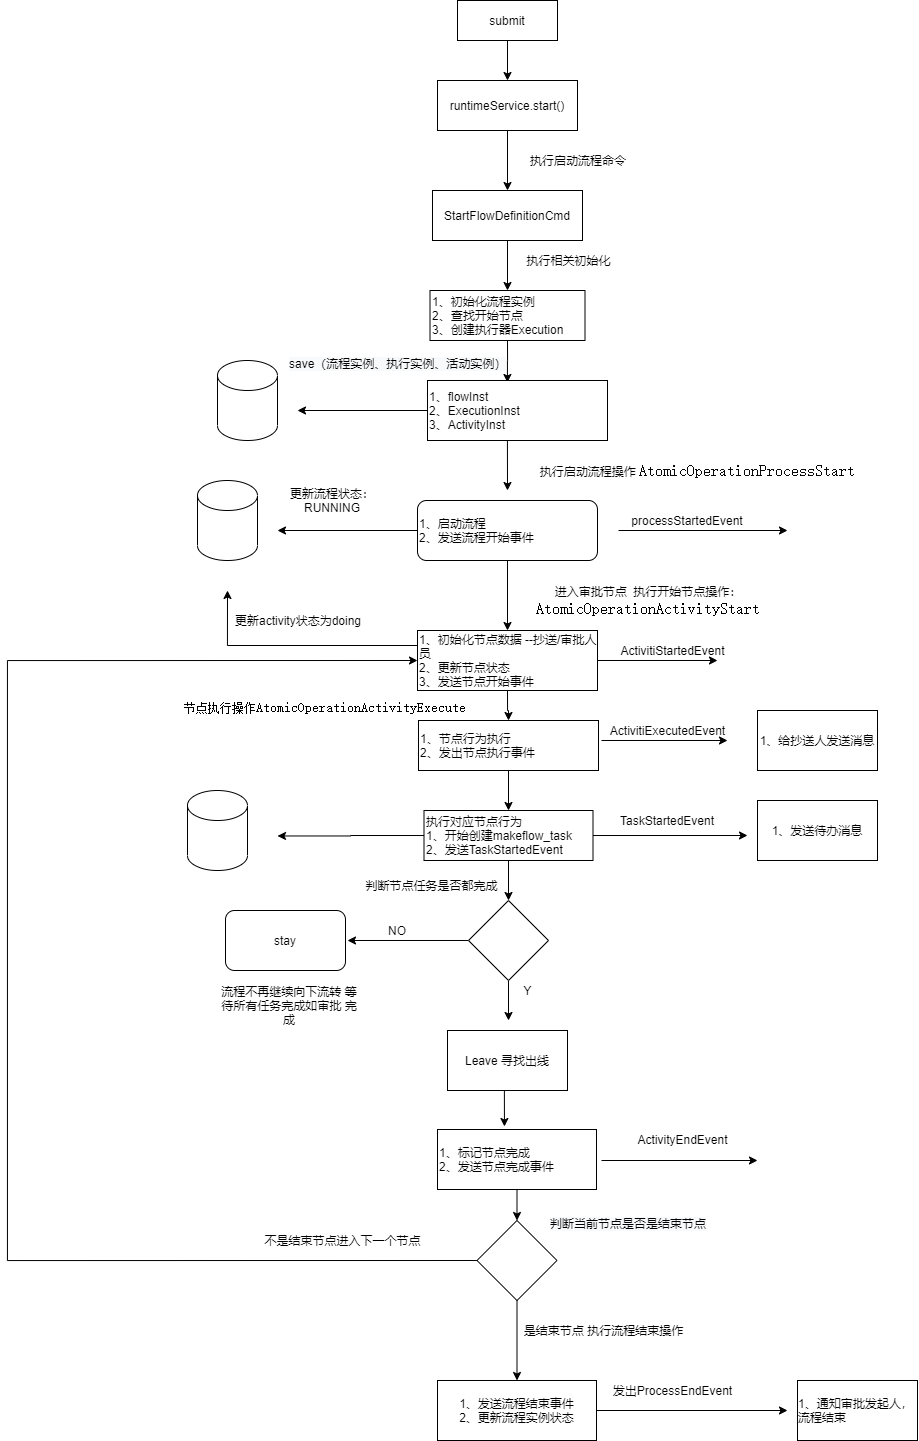 submit
runtimeService.start()
执行启动流程命令
StartFlowDefinitionCmd
执行相关初始化
1、初始化流程实例
2、查找开始节点
3、创建执行器Execution
save（流程实例、执行实例、活动实例）
1、flowInst
2、ExecutionInst
3、ActivityInst
执行启动流程操作 AtomicOperationProcessStart
更新流程状态：
RUNNING
1、启动流程
2、发送流程开始事件
processStartedEvent
进入审批节点 执行开始节点操作：
AtomicOperationActivityStart
更新activity状态为doing
1、初始化节点数据 --抄送/审批人
员
2、更新节点状态
3、发送节点开始事件
ActivitiStartedEvent
节点执行操作AtomicOperationActivityExecute
1、节点行为执行
2、发出节点执行事件
ActivitiExecutedEvent
1、给抄送人发送消息
执行对应节点行为
1、开始创建makeflow_task
2、发送TaskStartedEvent
TaskStartedEvent
1、发送待办消息
判断节点任务是否都完成
NO
stay
流程不再继续向下流转 等
待所有任务完成如审批 完
成
Y
Leave 寻找出线
1、标记节点完成
2、发送节点完成事件
ActivityEndEvent
判断当前节点是否是结束节点
不是结束节点进入下一个节点
是结束节点 执行流程结束操作
1、发送流程结束事件
2、更新流程实例状态
发出ProcessEndEvent
1、通知审批发起人，
流程结束